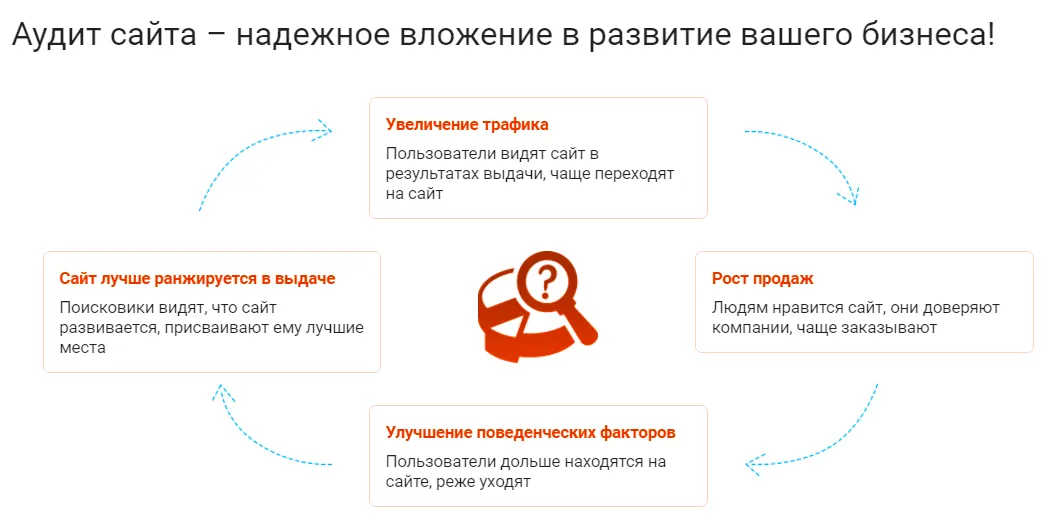 Аудит сайта – надежное вложение в развитие вашего бизнеса!
Увеличение трафика
Пользователи видят сайт в
результатах выдачи, чаще переходят
на сайт
Сайт лучше ранжируется в выдаче
Поисковики видят, что сайт
развивается, присваивают ему лучшие
места
?
Рост продаж
Людям нравится сайт, они доверяют
компании, чаще заказывают
Улучшение поведенческих факторов
Пользователи дольше находятся на
сайте, реже уходят